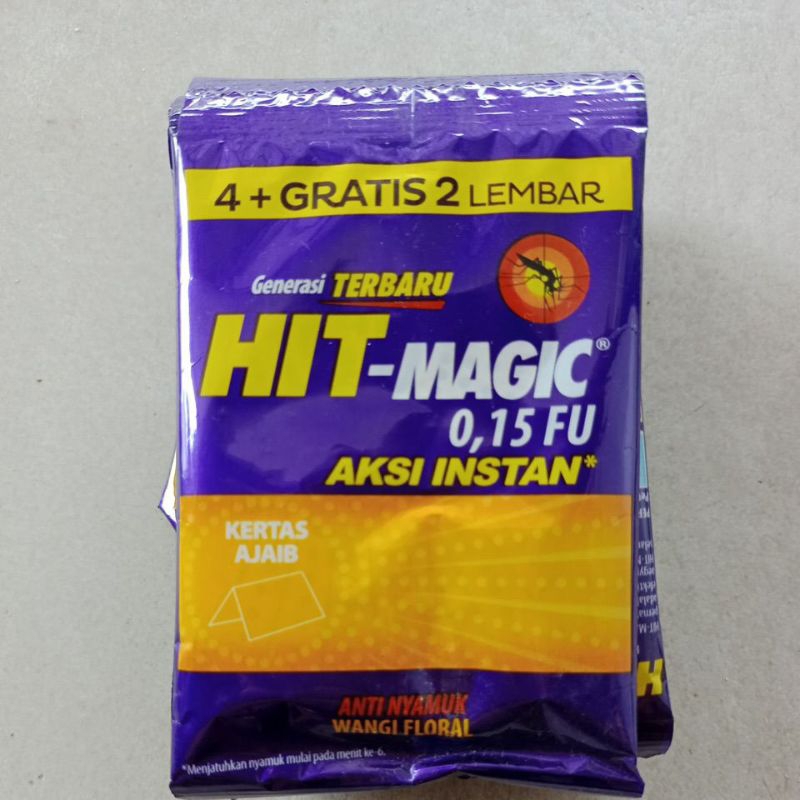 4 + GRATIS 2 LEMBAR
Generasi TERBARU
HIT-MAGIC®
0,15 FU
AKSI INSTAN*
KERTAS
AJAIB
ANTI NYAMUK
WANGI FLORAL
*Menjatuhkan nyamuk mulai pada menit ke-6.